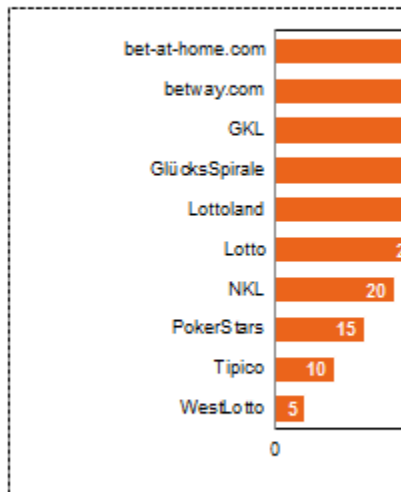 bet-at-home.com
betway.com
GKL
GlücksSpirale
Lottoland
Lotto
NKL 20
PokerStars 15
Tipico 10
WestLotto 5
0